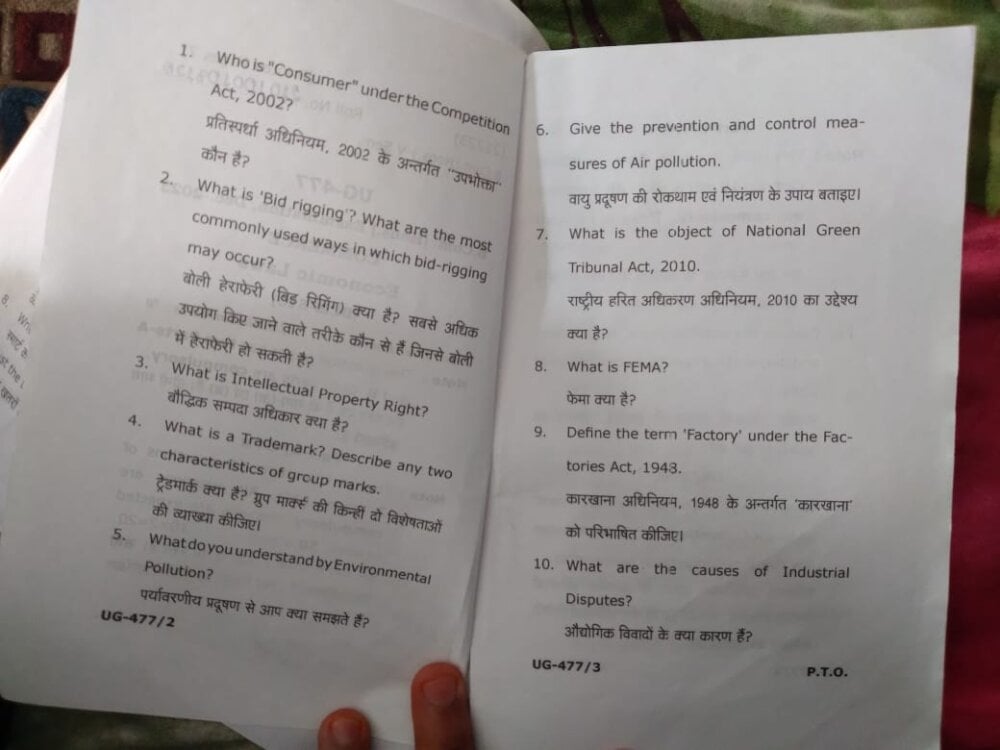 1. Who is "Consumer" under the Competition
Act, 2002?
प्रतिस्पर्धा अधिनियम, 2002 के अन्तर्गत "उपभोक्ता"
कौन है?
2. What is 'Bid rigging'? What are the most
commonly used ways in which bid-rigging
may occur?
बोली हेराफेरी (बिड रिगिंग) क्या है? सबसे अधिक
उपयोग किए जाने वाले तरीके कौन से हैं जिनसे बोली
में हेराफेरी हो सकती है?
3. What is Intellectual Property Right?
बौद्धिक सम्पदा अधिकार क्या है?
4. What is a Trademark? Describe any two
characteristics of group marks.
ट्रेडमार्क क्या है? ग्रुप मार्क्स की किन्हीं दो विशेषताओं
की व्याख्या कीजिए।
5. What do you understand by Environmental
Pollution?
पर्यावरणीय प्रदूषण से आप क्या समझते हैं?
UG-477/2
6. Give the prevention and control mea-
sures of Air pollution.
वायु प्रदूषण की रोकथाम एवं नियंत्रण के उपाय बताइए।
7. What is the object of National Green
Tribunal Act, 2010.
राष्ट्रीय हरित अधिकरण अधिनियम, 2010 का उद्देश्य
क्या है?
8. What is FEMA?
फेमा क्या है?
9. Define the term 'Factory' under the Fac-
tories Act, 1943.
कारखाना अधिनियम, 1948 के अन्तर्गत 'कारखाना'
को परिभाषित कीजिए।
10. What are the causes of Industrial
Disputes?
औद्योगिक विवादों के क्या कारण हैं?
UG-477/3
P.T.O.